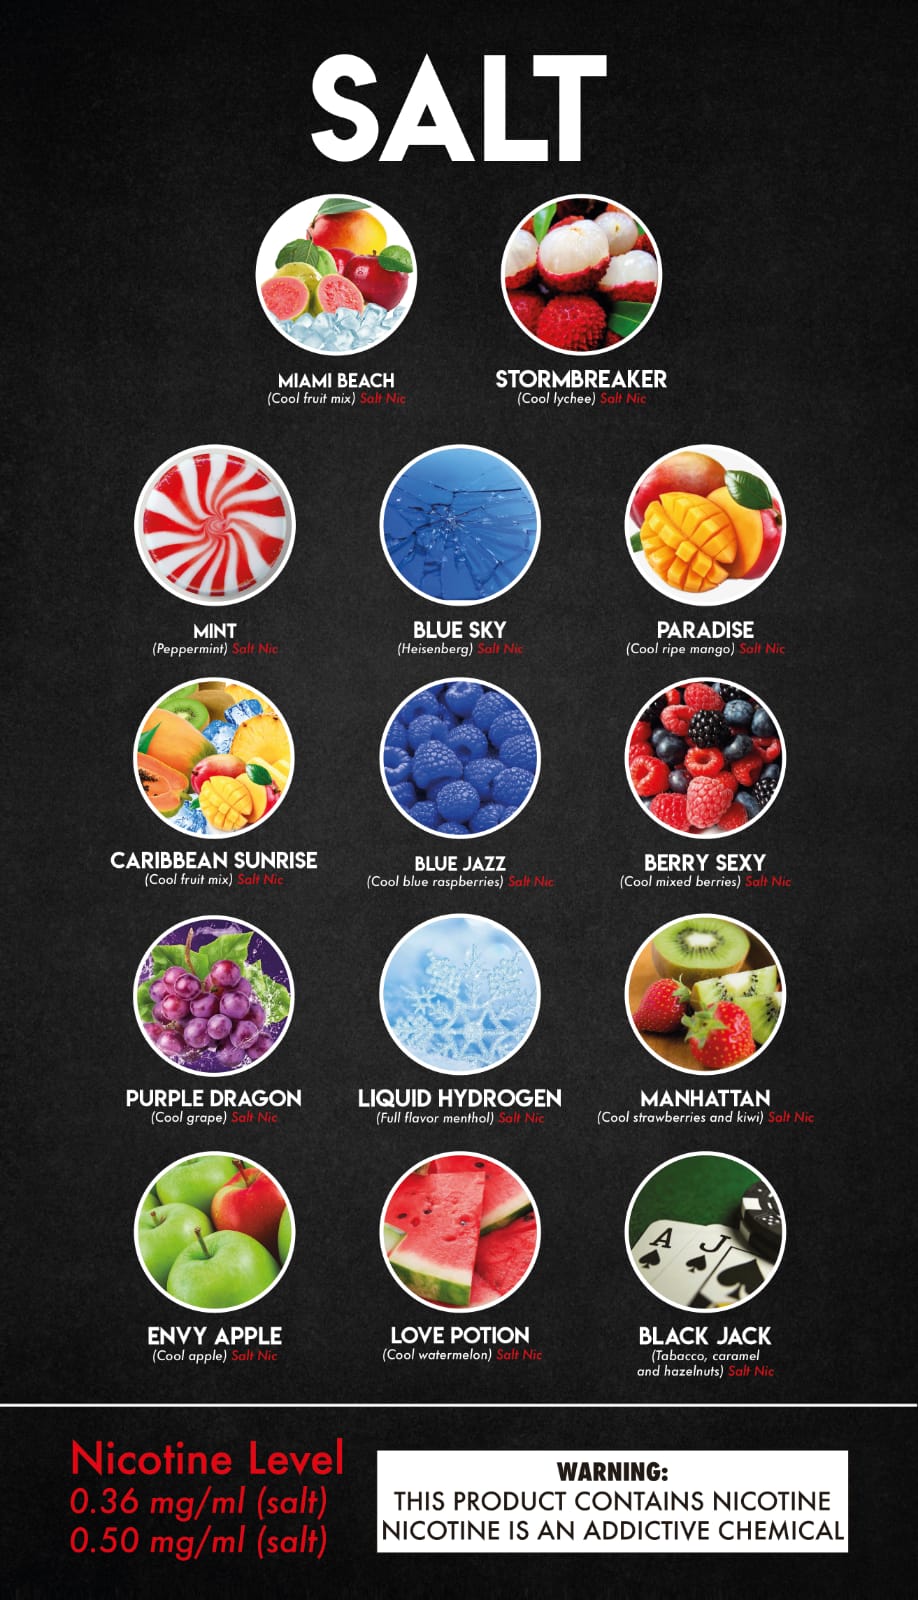 SALT
MIAMI BEACH
(Cool fruit mix) Salt Nic
STORMBREAKER
(Cool lychee) Salt Nic
MINT
(Peppermint) Salt Nic
BLUE SKY
(Heisenberg) Salt Nic
PARADISE
(Cool ripe mango) Salt Nic
CARIBBEAN SUNRISE
(Cool fruit mix) Salt Nic
BLUE JAZZ
(Cool blue raspberries) Salt Nic
BERRY SEXY
(Cool mixed berries) Salt Nic
PURPLE DRAGON
(Cool grape) Salt Nic
LIQUID HYDROGEN
(Full flavor menthol) Salt Nic
MANHATTAN
(Cool strawberries and kiwi) Salt Nic
A J
ENVY APPLE
(Cool apple) Salt Nic
LOVE POTION
(Cool watermelon) Salt Nic
BLACK JACK
(Tabacco, caramel
and hazelnuts) Salt Nic
Nicotine Level
0.36 mg/ml (salt)
0.50 mg/ml (salt)
WARNING:
THIS PRODUCT CONTAINS NICOTINE
NICOTINE IS AN ADDICTIVE CHEMICAL